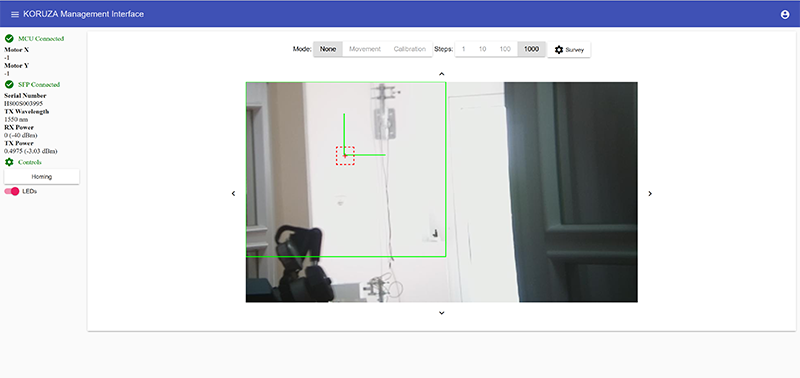 KORUZA Management Interface
MCU Connected
Motor X
-1
Motor Y
-1
SFP Connected
Serial Number
HS00S003995
TX Wavelength
1550 nm
RX Power
0 (-40 dBm)
TX Power
0.4975 (-3.03 dBm)
Controls
Homing
LEDs
Mode: None Movement Calibration Steps: 1 10 100 1000 Survey